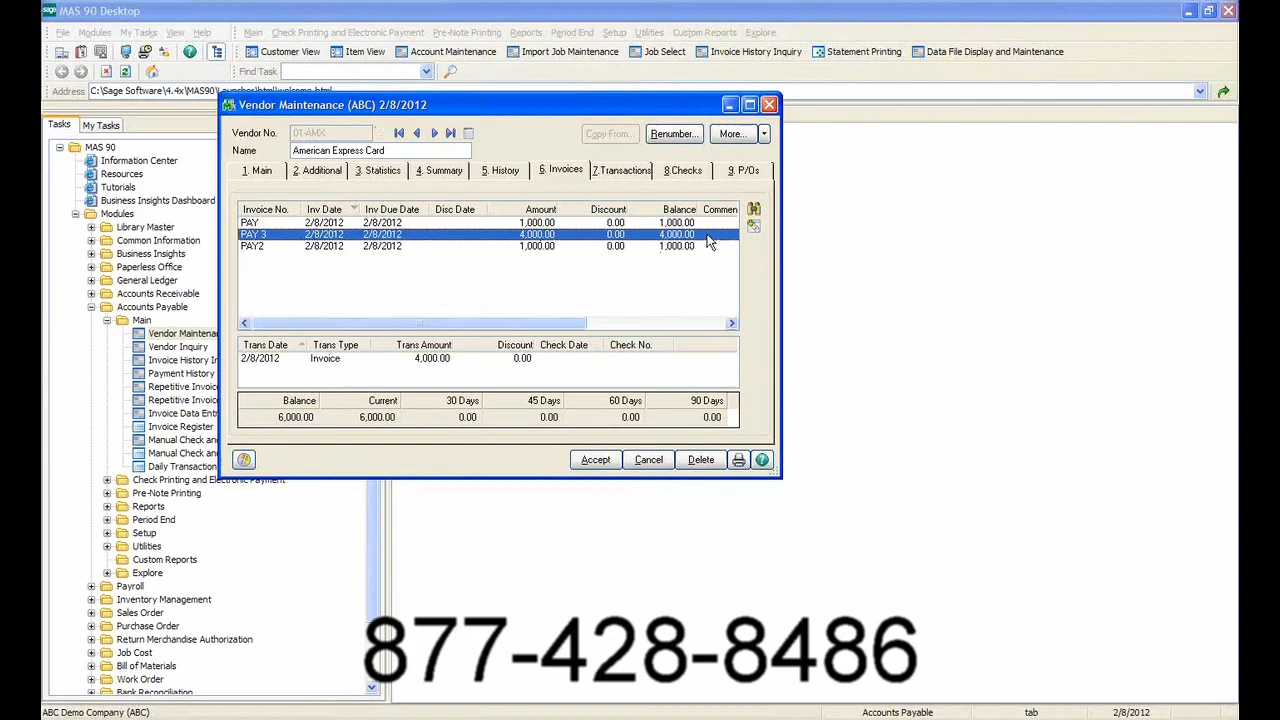 sage MAS 90 Desktop
File Modules My Tasks View Help Main Check Printing and Electronic Payment Pre-Note Printing Reports Period End Setup Utilities Custom Reports Explore
Customer View Item View Account Maintenance Import Job Maintenance Job Select Invoice History Inquiry Statement Printing Data File Display and Maintenance
Find Task
Address C:\Sage Software\4.4x\MAS90\Launcher\html\welcome.html
Tasks My Tasks
MAS 90
Information Center
Resources
Tutorials
Business Insights Dashboard
Modules
Library Master
Common Information
Business Insights
Paperless Office
General Ledger
Accounts Receivable
Accounts Payable
Main
Vendor Maintenan
Vendor Inquiry
Invoice History In
Payment History
Repetitive Invoic
Repetitive Invoic
Invoice Data Entr
Invoice Register
Manual Check an
Manual Check an
Daily Transaction
Check Printing and Electronic Payment
Pre-Note Printing
Reports
Period End
Setup
Utilities
Custom Reports
Explore
Payroll
Inventory Management
Sales Order
Purchase Order
Return Merchandise Authorization
Job Cost
Bill of Materials
Work Order
Bank Reconciliation
Vendor Maintenance (ABC) 2/8/2012
Vendor No. 01-AMX Copy From... Renumber... More...
Name American Express Card
1. Main 2. Additional 3. Statistics 4. Summary 5. History 6. Invoices 7.Transactions 8.Checks 9. P/Os
Invoice No. Inv Date Inv Due Date Disc Date Amount Discount Balance Commen
PAY 2/8/2012 2/8/2012 1,000.00 0.00 1,000.00
PAY 3 2/8/2012 2/8/2012 4,000.00 0.00 4,000.00
PAY2 2/8/2012 2/8/2012 1,000.00 0.00 1,000.00
Trans Date Trans Type Trans Amount Discount Check Date Check No.
2/8/2012 Invoice 4,000.00 0.00
Balance Current 30 Days 45 Days 60 Days 90 Days
6,000.00 6,000.00 0.00 0.00 0.00 0.00
Accept Cancel Delete
877-428-8486
ABC Demo Company (ABC) Accounts Payable tab 2/8/2012